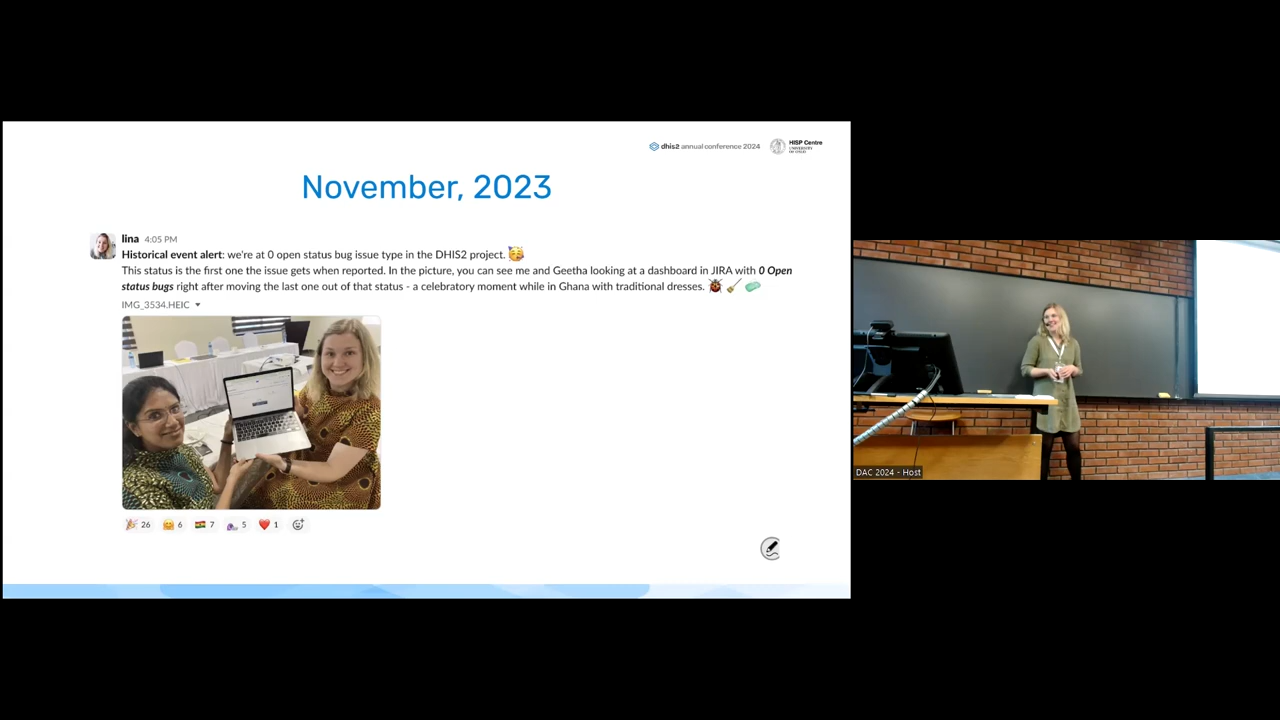 dhis2 annual conference 2024
HISP Centre
UNIVERSITY
OF OSLO
November, 2023
lina 4:05 PM
Historical event alert: we're at 0 open status bug issue type in the DHIS2 project.
This status is the first one the issue gets when reported. In the picture, you can see me and Geetha looking at a dashboard in JIRA with 0 Open
status bugs right after moving the last one out of that status - a celebratory moment while in Ghana with traditional dresses.
IMG_3534.HEIC
26 6 7 5 1
DAC 2024 - Host